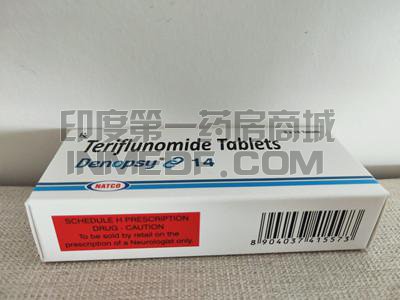 印度第一药房商城
INMEDF.COM
Teriflunomide Tablets
Denopsy 14
NATCO
SCHEDULE H PRESCRIPTION
DRUG - CAUTION
To be sold by retail on the
prescription of a Neurologist only.
8 904037 415573